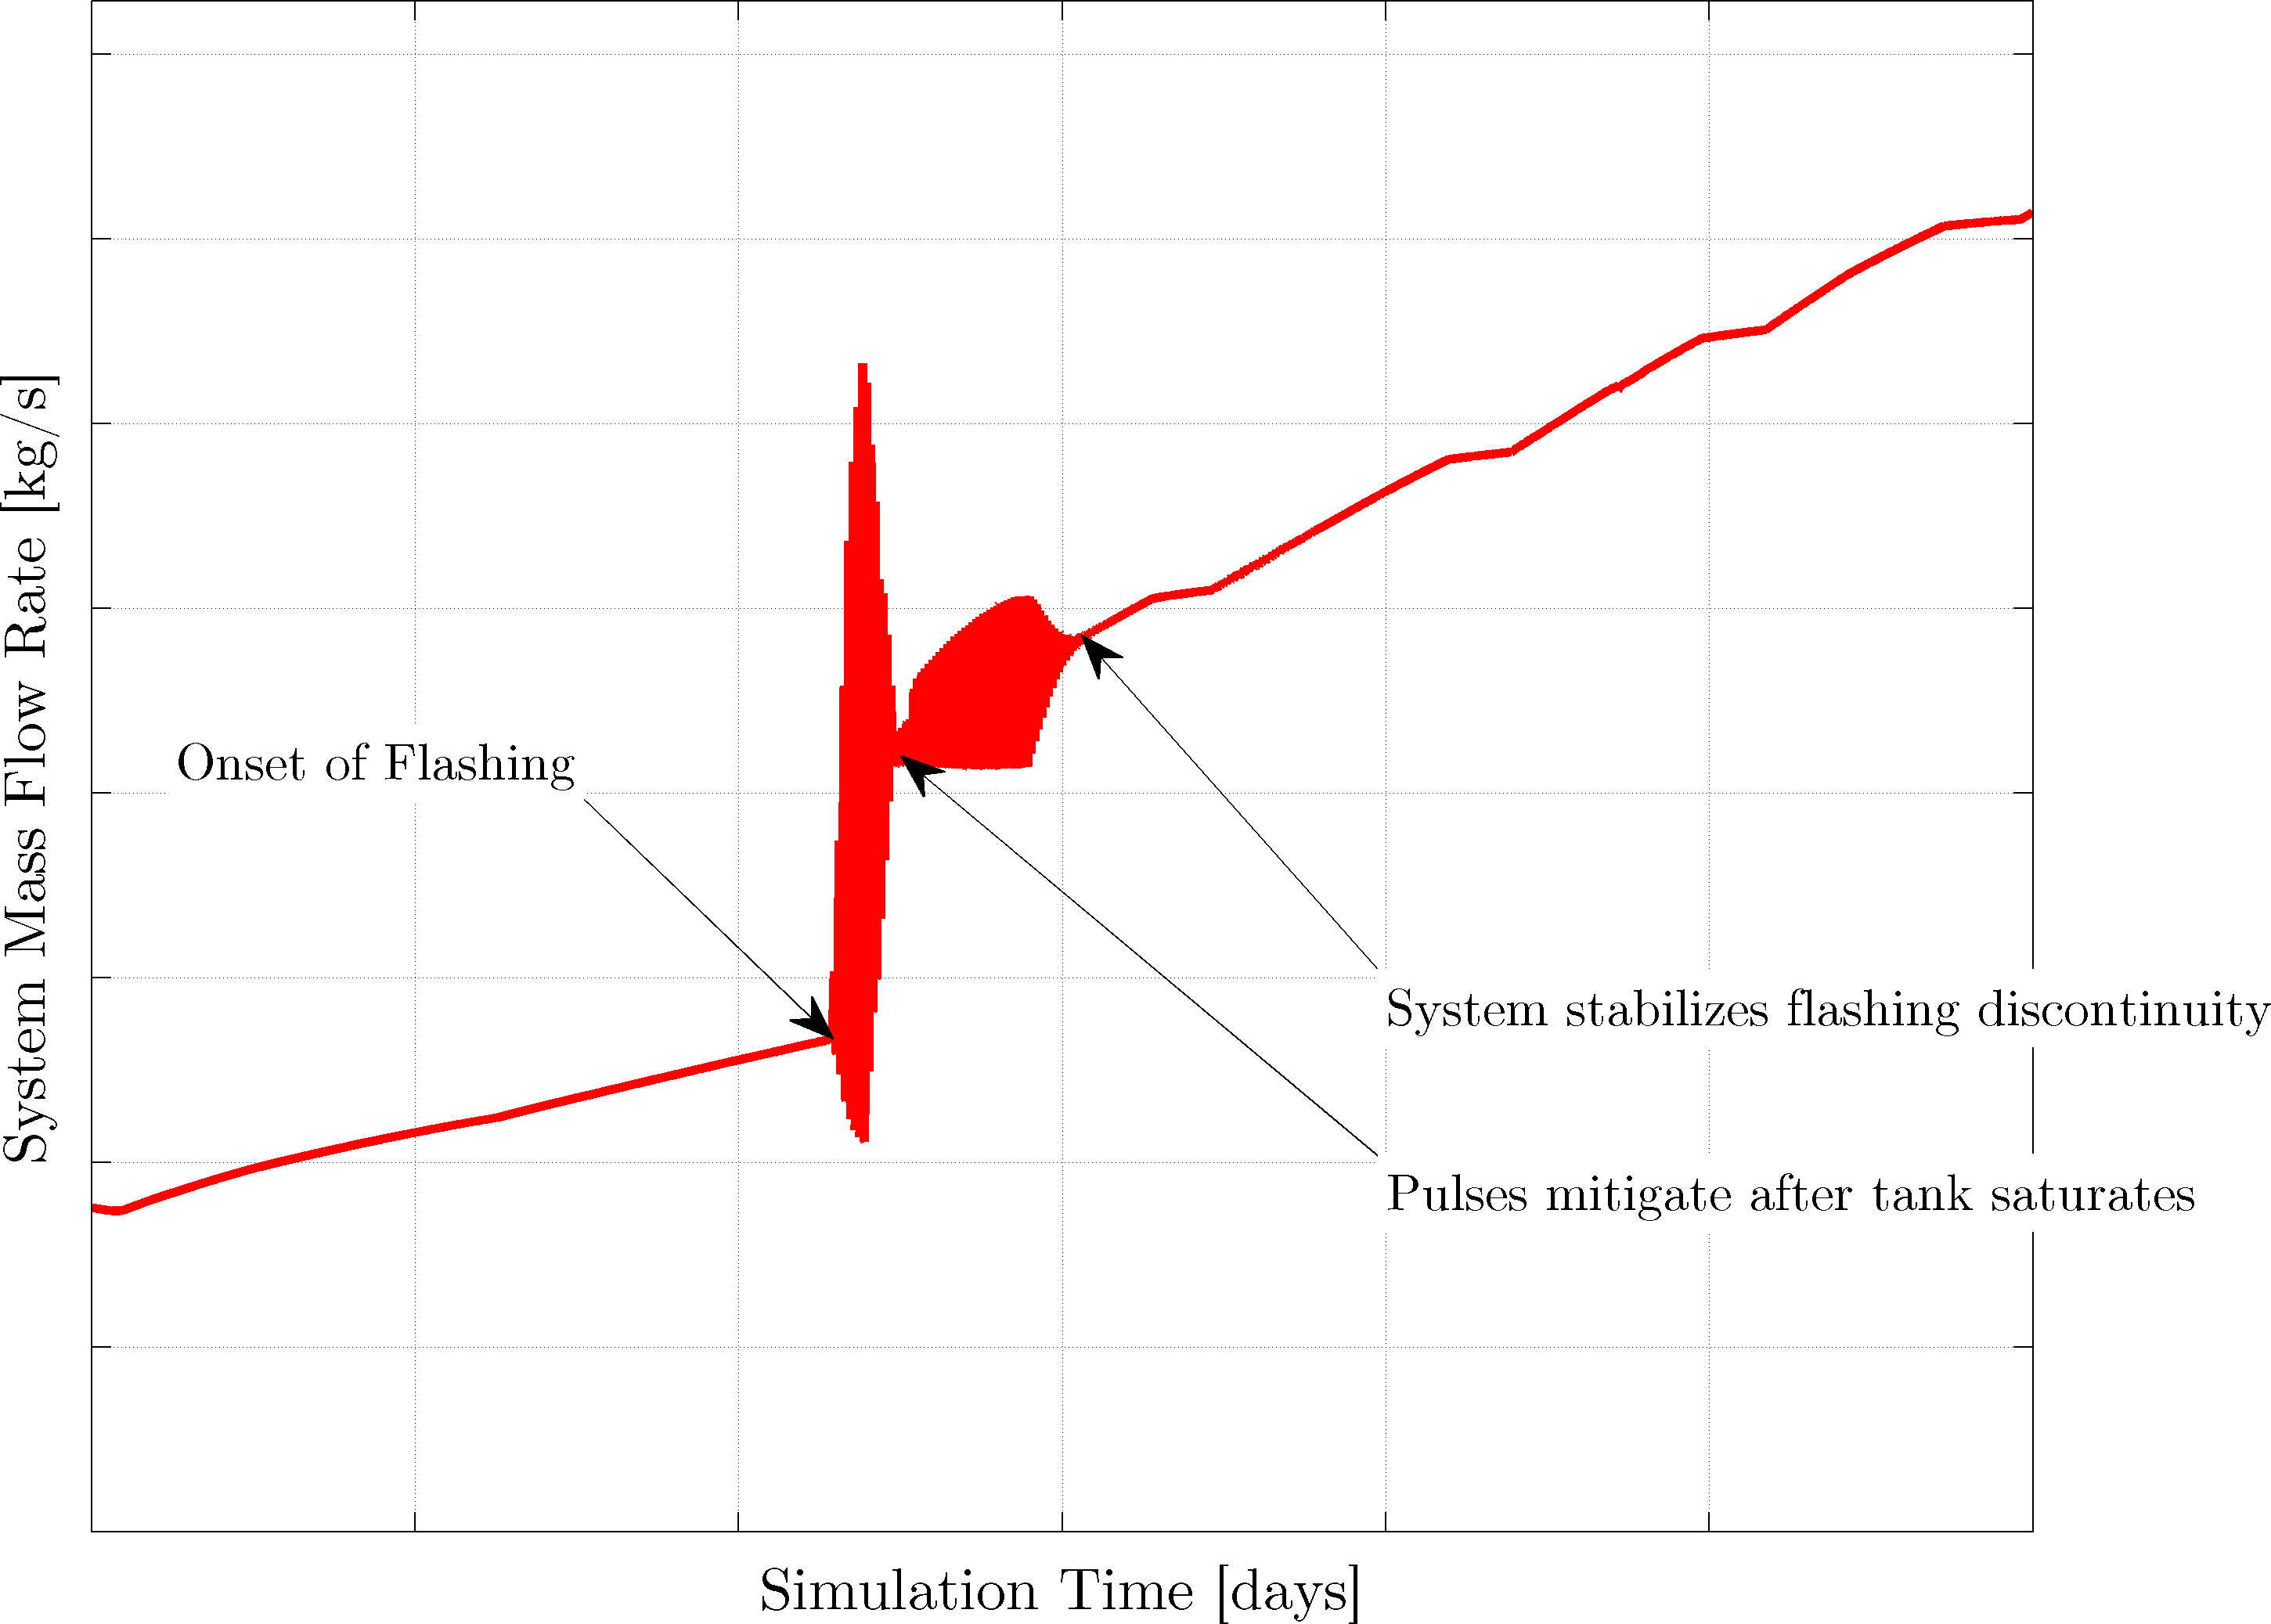 System Mass Flow Rate [kg/s]
Onset of Flashing
System stabilizes flashing discontinuity
Pulses mitigate after tank saturates
Simulation Time [days]